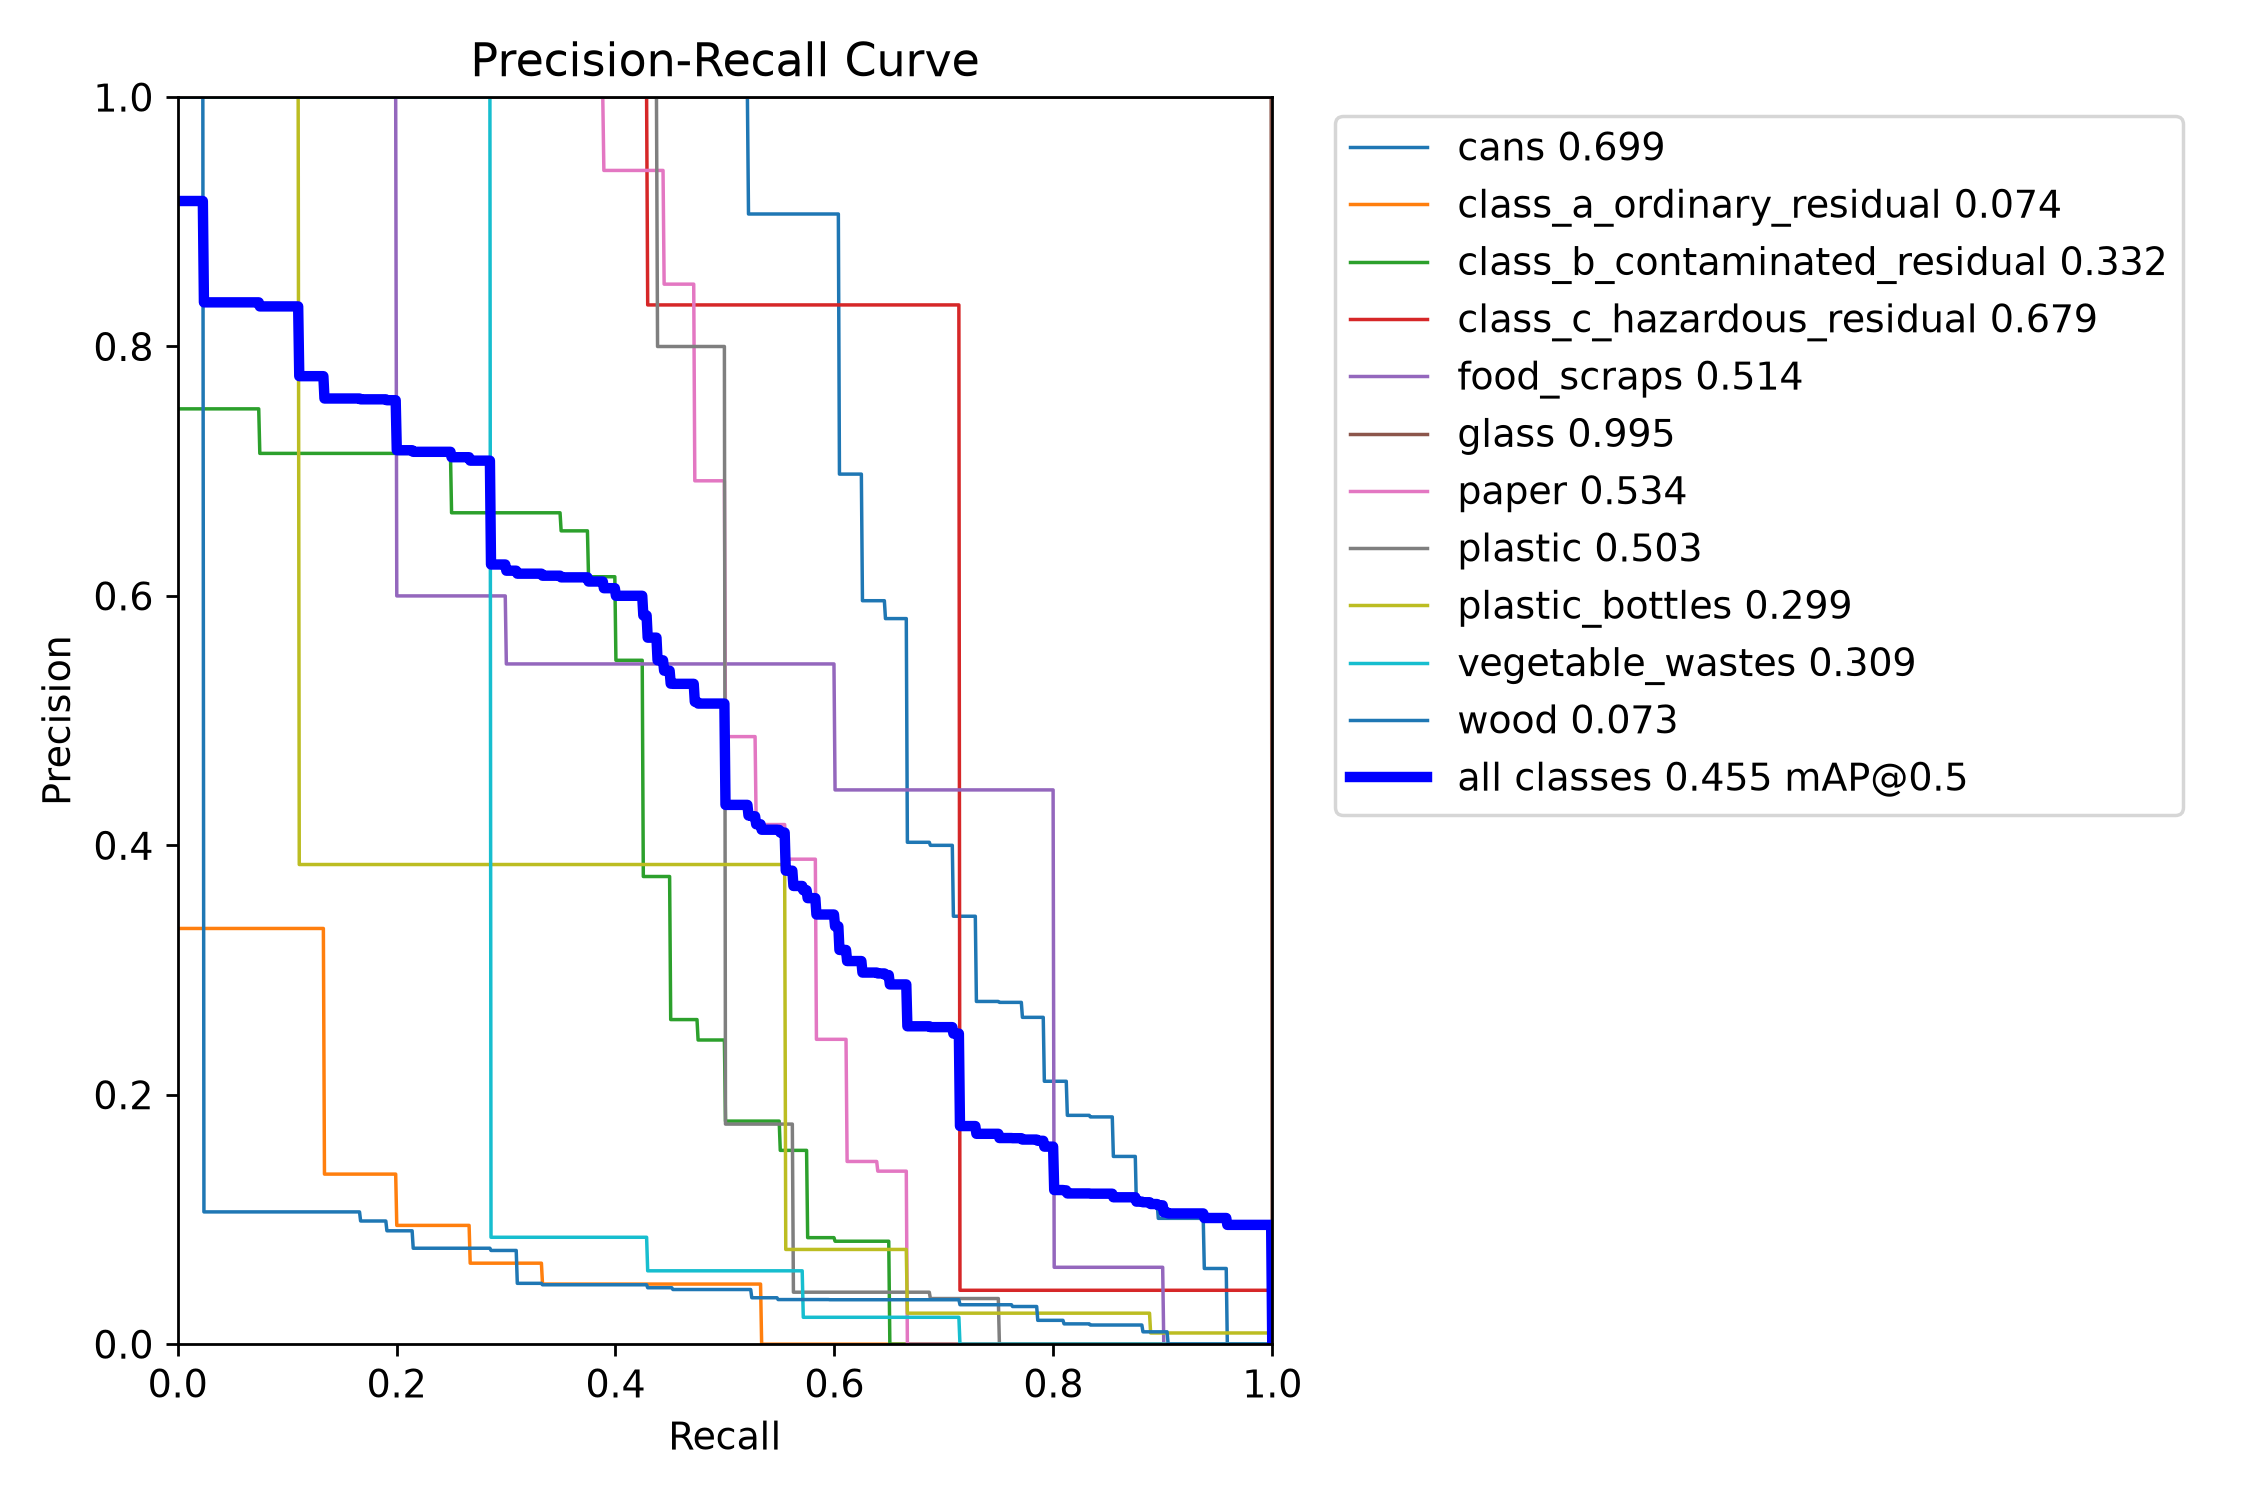 Precision-Recall Curve
1.0
0.8
0.6
0.4
0.2
0.0
Precision
0.0 0.2 0.4 0.6 0.8 1.0
Recall
cans 0.699
class_a_ordinary_residual 0.074
class_b_contaminated_residual 0.332
class_c_hazardous_residual 0.679
food_scraps 0.514
glass 0.995
paper 0.534
plastic 0.503
plastic_bottles 0.299
vegetable_wastes 0.309
wood 0.073
all classes 0.455 mAP@0.5